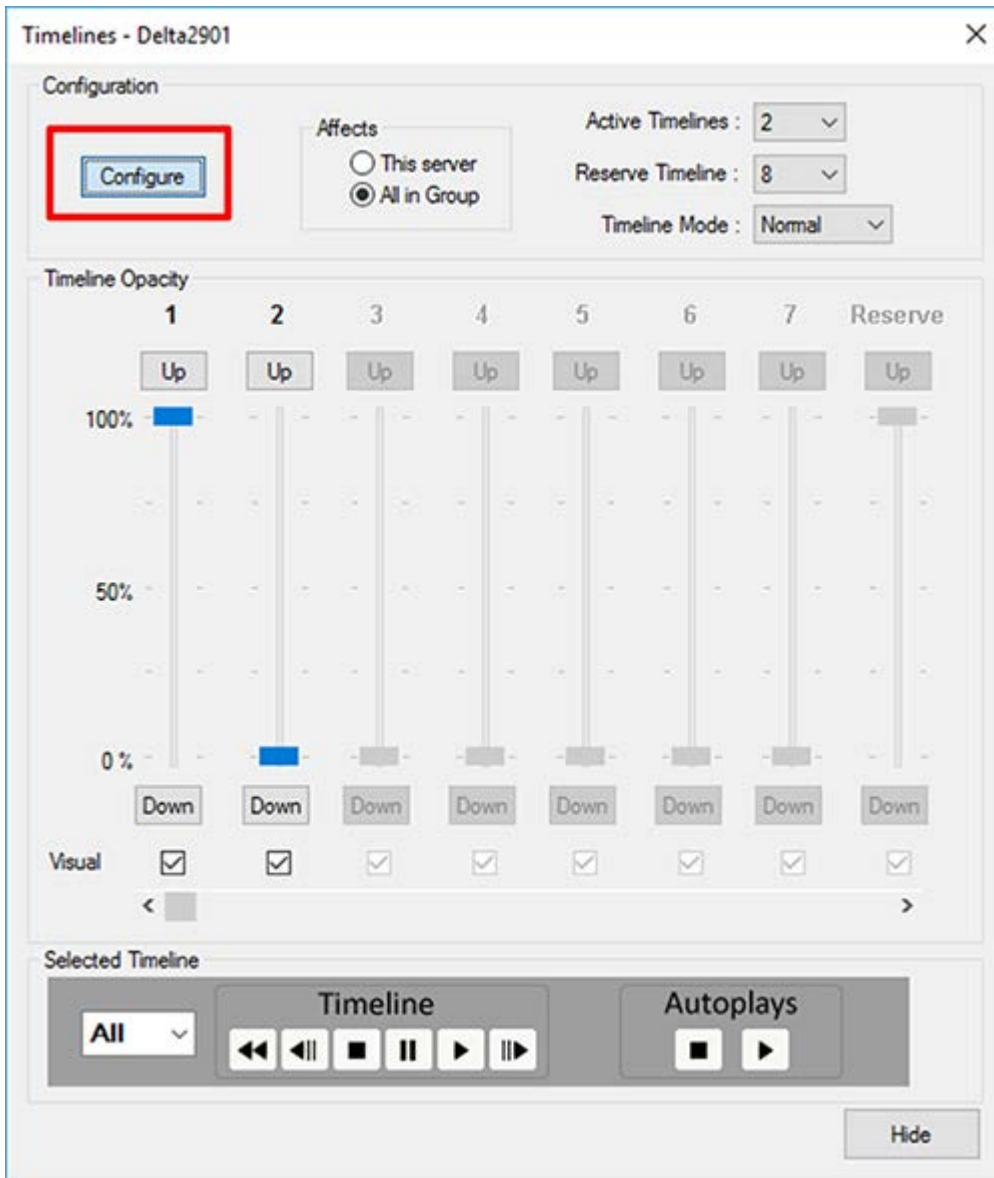 Timelines - Delta2901
Configuration
Configure
Affects
This server
All in Group
Active Timelines : 2
Reserve Timeline : 8
Timeline Mode : Normal
Timeline Opacity
1 2 3 4 5 6 7 Reserve
Up Up Up Up Up Up Up Up
100%
50%
0 %
Down Down Down Down Down Down Down Down
Visual
Selected Timeline
All
Timeline
Autoplays
Hide